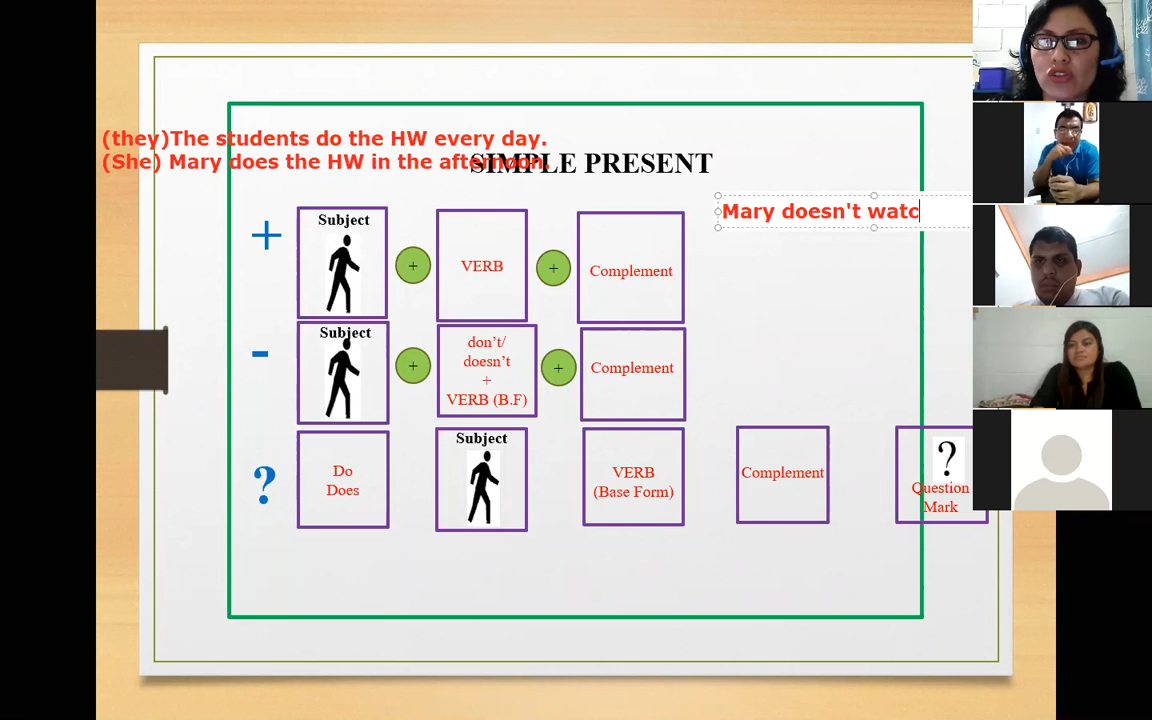 (they)The students do the HW every day.
(She) Mary does the HW in the afternoon.
SIMPLE PRESENT
Mary doesn't watc
+
Subject
+
VERB
+
Complement
-
Subject
+
don't/
doesn't
+
VERB (B.F)
+
Complement
?
Do
Does
Subject
VERB
(Base Form)
Complement
?
Question
Mark